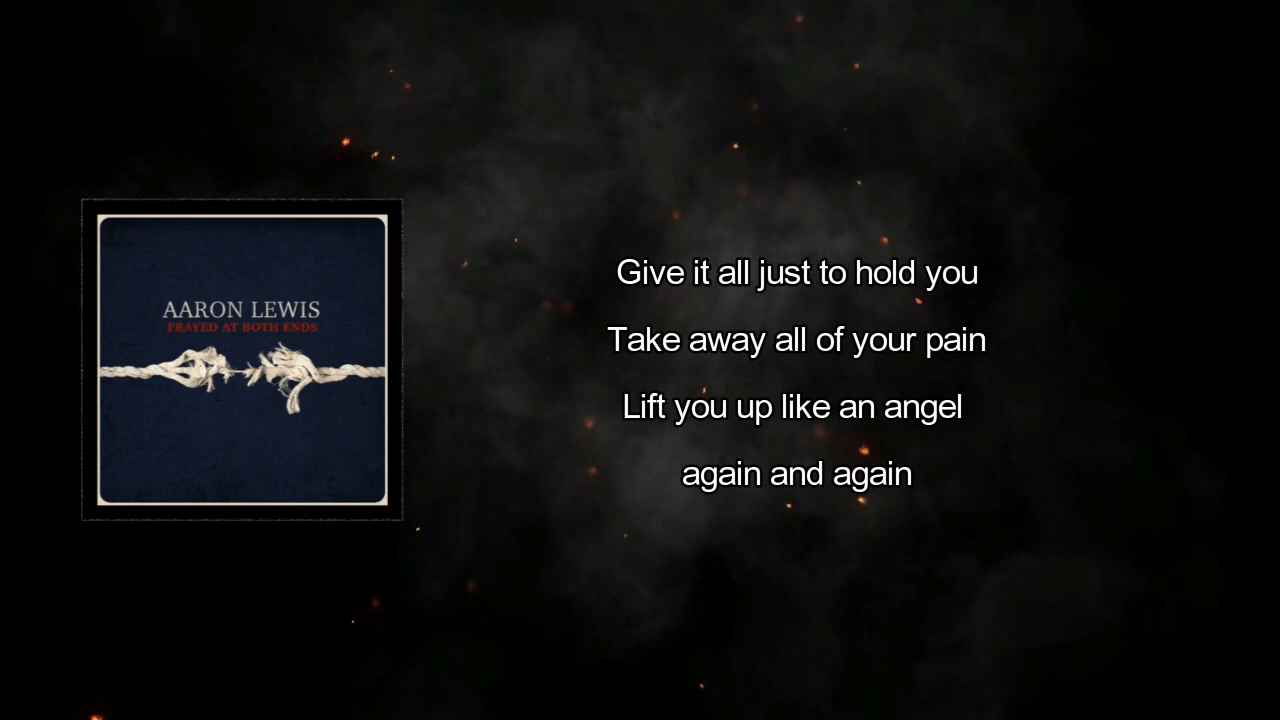 AARON LEWIS
FRAYED AT BOTH ENDS
Give it all just to hold you
Take away all of your pain
Lift you up like an angel
again and again